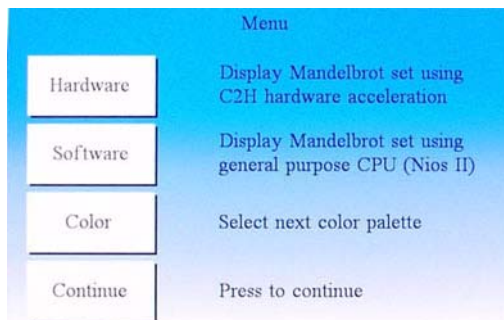 Menu
Hardware
Display Mandelbrot set using
C2H hardware acceleration
Software
Display Mandelbrot set using
general purpose CPU (Nios II)
Color
Select next color palette
Continue
Press to continue